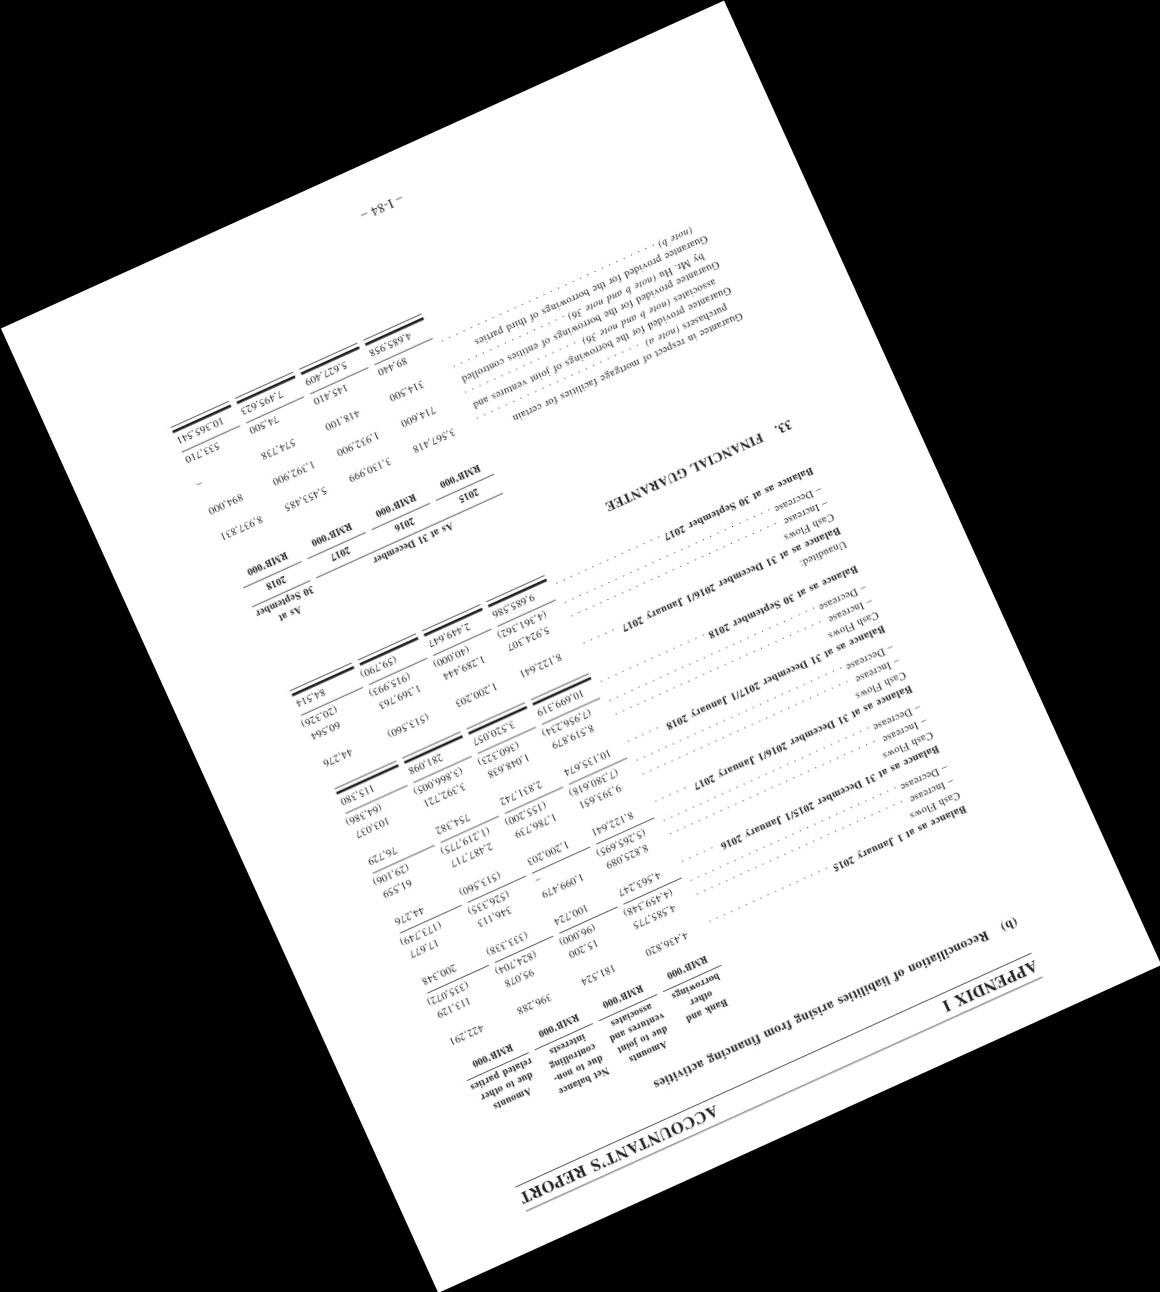 APPENDIX I ACCOUNTANT'S REPORT
(b) Reconciliation of liabilities arising from financing activities
Bank and other borrowings Amounts due to joint ventures and associates Net balance due to non-controlling interests Amounts due to other related parties
RMB'000 RMB'000 RMB'000 RMB'000
Balance as at 1 January 2015 4,436,820 181,524 396,288 422,291
Cash Flows
– Increase 4,585,775 15,200 95,078 113,129
– Decrease (4,459,348) (96,000) (824,704) (335,072)
Balance as at 31 December 2015/1 January 2016 4,563,247 100,724 (333,338) 200,348
Cash Flows
– Increase 8,825,089 1,099,479 346,113 17,677
– Decrease (5,265,695) – (526,335) (173,749)
Balance as at 31 December 2016/1 January 2017 8,122,641 1,200,203 (513,560) 44,276
Cash Flows
– Increase 9,393,651 1,786,739 2,487,717 61,559
– Decrease (7,380,618) (155,200) (1,219,775) (29,106)
Balance as at 31 December 2017/1 January 2018 10,135,674 2,831,742 754,382 76,729
Cash Flows
– Increase 8,519,879 1,048,638 3,392,721 103,037
– Decrease (7,956,234) (360,323) (3,866,005) (64,386)
Balance as at 30 September 2018 10,699,319 3,520,057 281,098 115,380
Unaudited:
Balance as at 31 December 2016/1 January 2017 8,122,641 1,200,203 (513,560) 44,276
Cash Flows
– Increase 5,924,307 1,289,444 1,369,763 60,564
– Decrease (4,361,362) (40,000) (915,993) (20,326)
Balance as at 30 September 2017 9,685,586 2,449,647 (59,790) 84,514
33. FINANCIAL GUARANTEE
As at 31 December As at 30 September
2015 2016 2017 2018
RMB'000 RMB'000 RMB'000 RMB'000
Guarantee in respect of mortgage facilities for certain
purchasers (note a) 3,567,418 3,130,999 5,453,485 8,937,831
Guarantee provided for the borrowings of joint ventures and
associates (note b and note 36) 714,600 1,932,900 1,392,900 894,000
Guarantee provided for the borrowings of entities controlled
by Mr. Hu (note b and note 36) 314,500 418,100 574,738 –
Guarantee provided for the borrowings of third parties
(note b) 89,440 145,410 74,500 533,710
4,685,958 5,627,409 7,495,623 10,365,541
– I-84 –